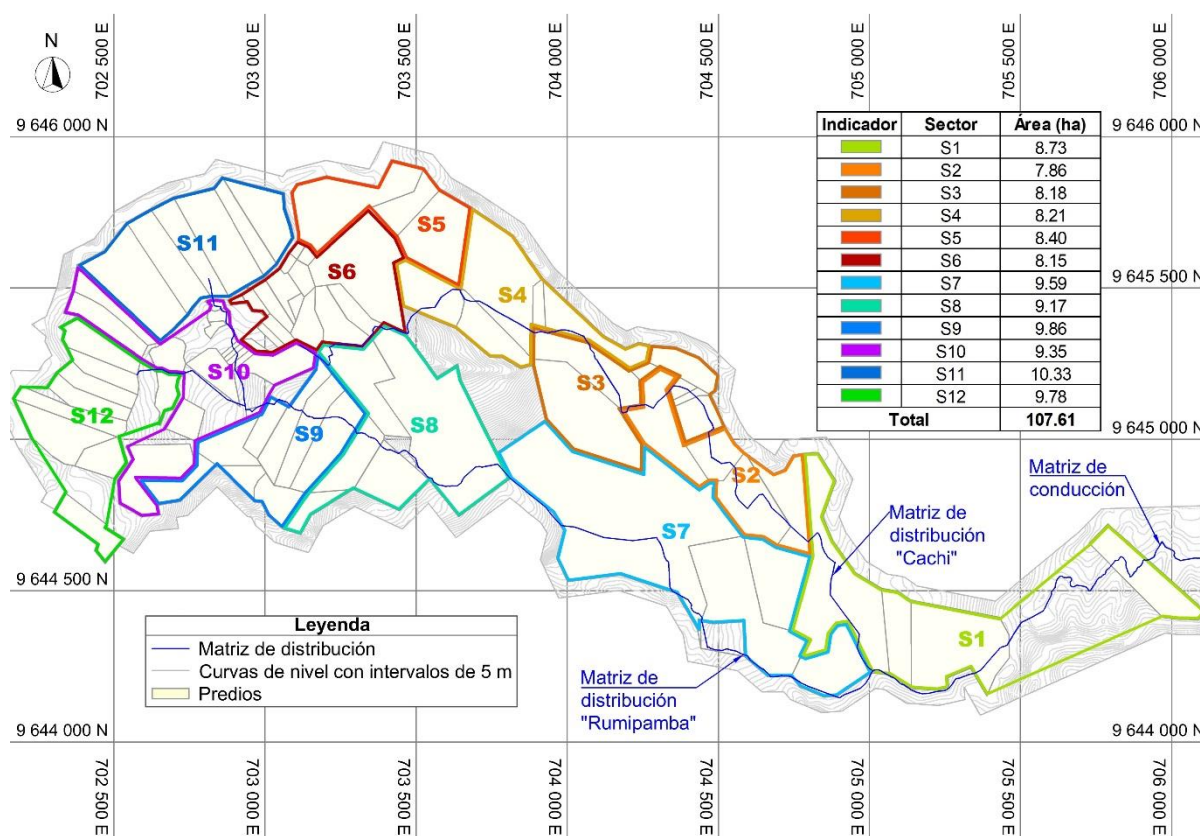 N
702 500 E
703 000 E
703 500 E
704 000 E
704 500 E
705 000 E
705 500 E
706 000 E
9 646 000 N
9 646 000 N
Indicador Sector Área (ha)
S1 8.73
S2 7.86
S3 8.18
S4 8.21
S5 8.40
S6 8.15
S7 9.59
S8 9.17
S9 9.86
S10 9.35
S11 10.33
S12 9.78
Total 107.61
S5
S11
S6
9 645 500 N
9 645 500 N
S4
S3
S10
S12
S9
S8
9 645 000 N
9 645 000 N
S2
Matriz de
conducción
S7
Matriz de
distribución
"Cachi"
9 644 500 N
9 644 500 N
Leyenda
Matriz de distribución
Curvas de nivel con intervalos de 5 m
Predios
S1
Matriz de
distribución
"Rumipamba"
9 644 000 N
9 644 000 N
702 500 E
703 000 E
703 500 E
704 000 E
704 500 E
705 000 E
705 500 E
706 000 E